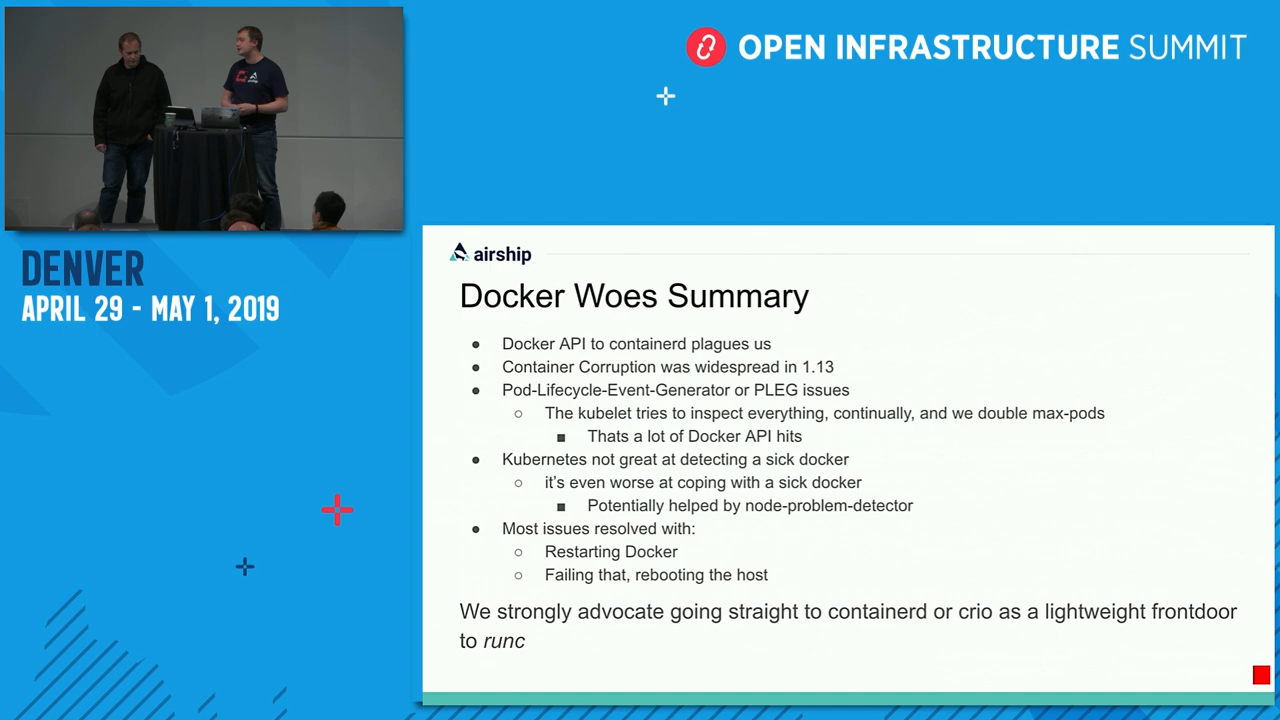 OPEN INFRASTRUCTURE SUMMIT
DENVER
APRIL 29 - MAY 1, 2019
airship
Docker Woes Summary
● Docker API to containerd plagues us
● Container Corruption was widespread in 1.13
● Pod-Lifecycle-Event-Generator or PLEG issues
○ The kubelet tries to inspect everything, continually, and we double max-pods
■ Thats a lot of Docker API hits
● Kubernetes not great at detecting a sick docker
○ it's even worse at coping with a sick docker
■ Potentially helped by node-problem-detector
● Most issues resolved with:
○ Restarting Docker
○ Failing that, rebooting the host
We strongly advocate going straight to containerd or crio as a lightweight frontdoor
to runc